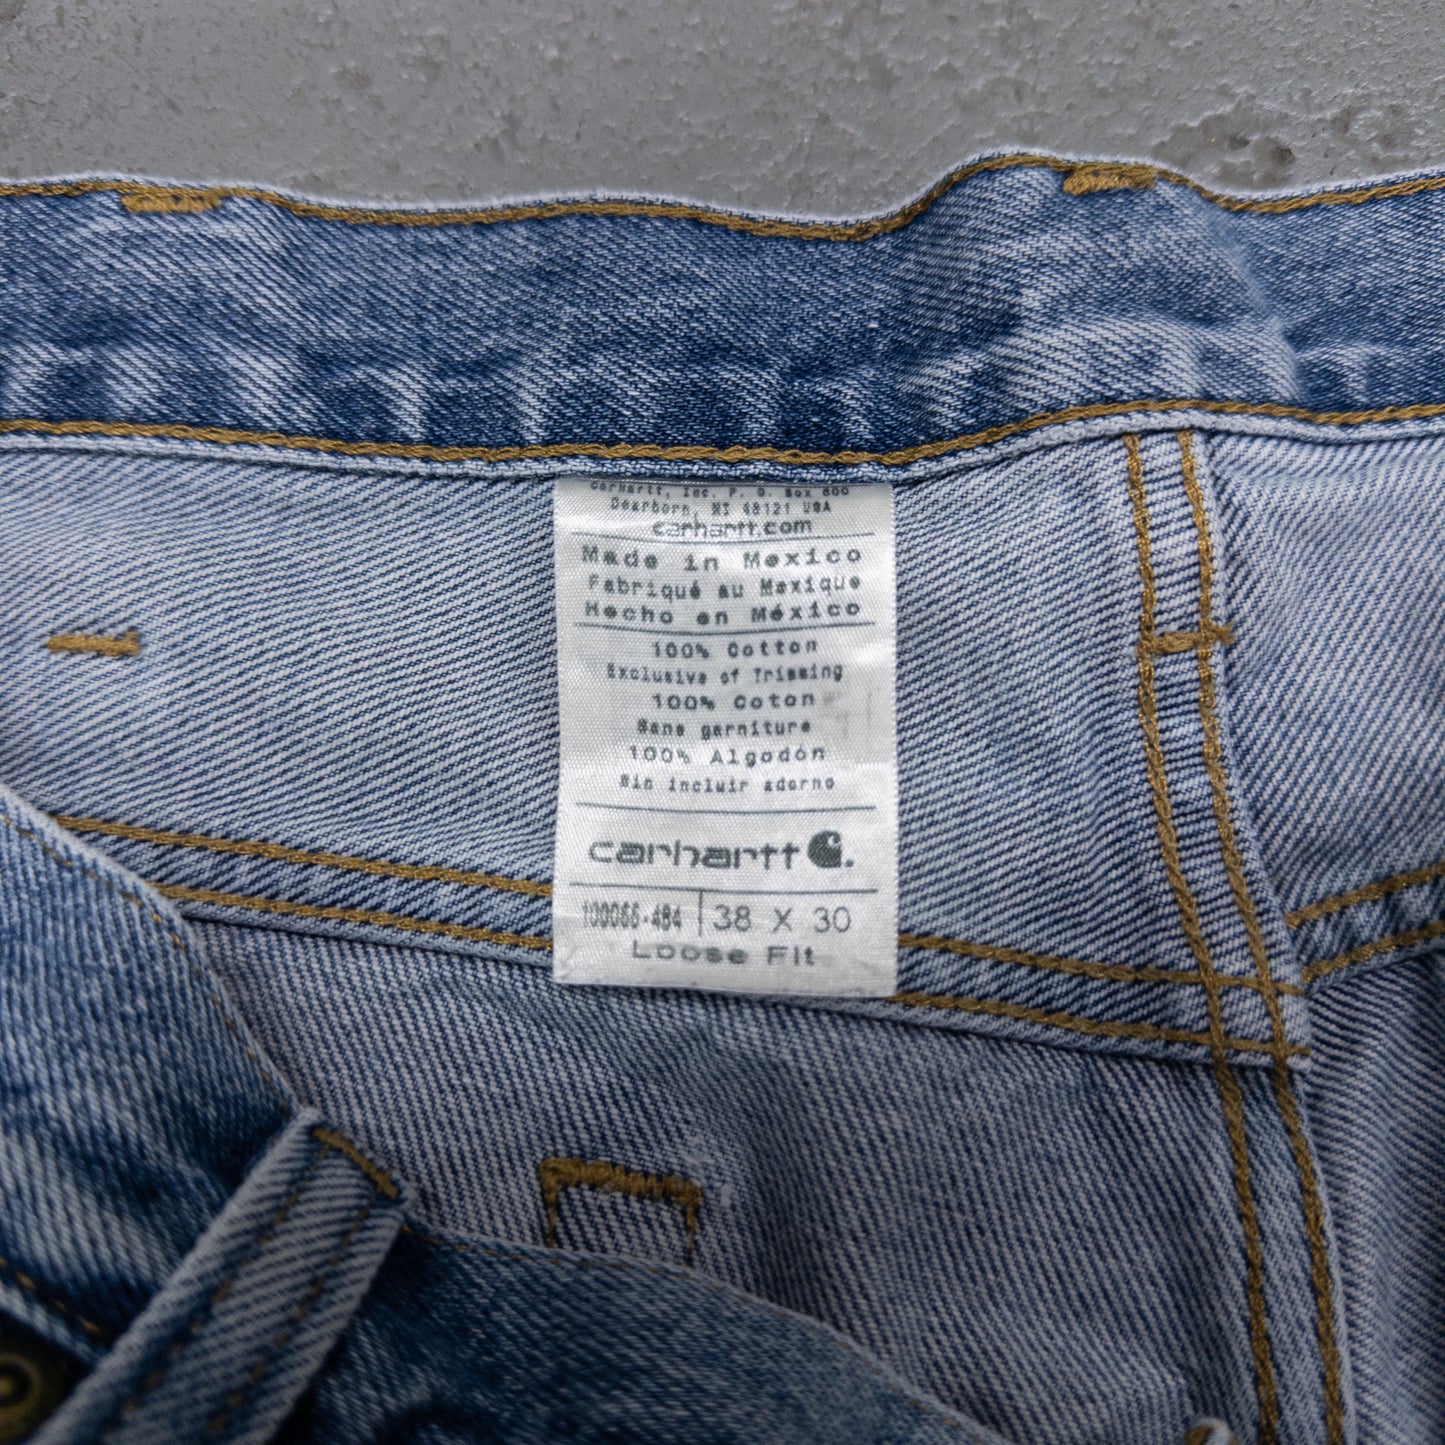 Carhartt, Inc. P. O. Box 600
Dearborn, MI 48121 USA
carhartt.com
Made in Mexico
Fabriqué au Mexique
Hecho en México
100% Cotton
Exclusive of Trimming
100% Coton
Sans garniture
100% Algodón
Sin incluir adorno
carhartt
38 X 30
Loose Fit